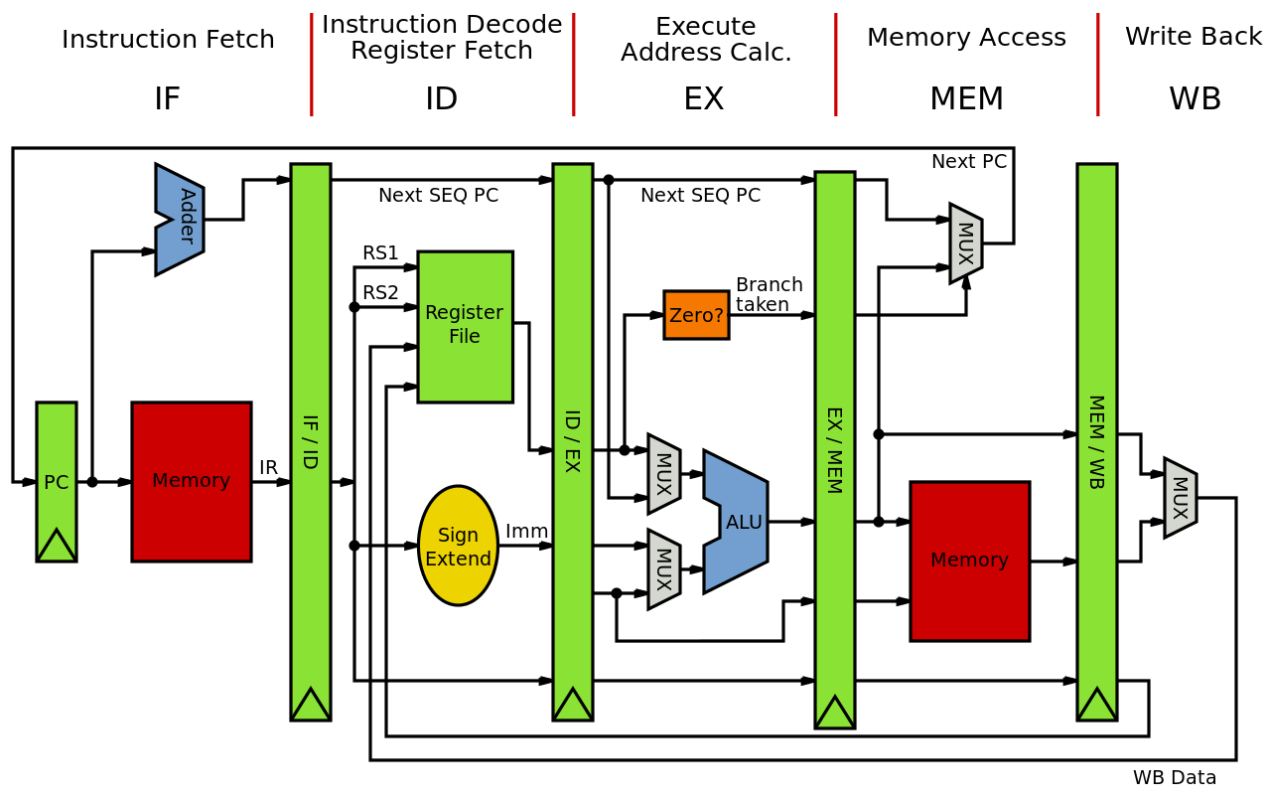 Instruction Fetch
IF
Instruction Decode
Register Fetch
ID
Execute
Address Calc.
EX
Memory Access
MEM
Write Back
WB
Next PC
Adder
Next SEQ PC
Next SEQ PC
MUX
RS1
RS2
Register
File
Branch
taken
Zero?
PC
Memory
IR
IF / ID
ID / EX
EX / MEM
MEM / WB
MUX
ALU
MUX
Sign
Extend
Imm
MUX
Memory
WB Data